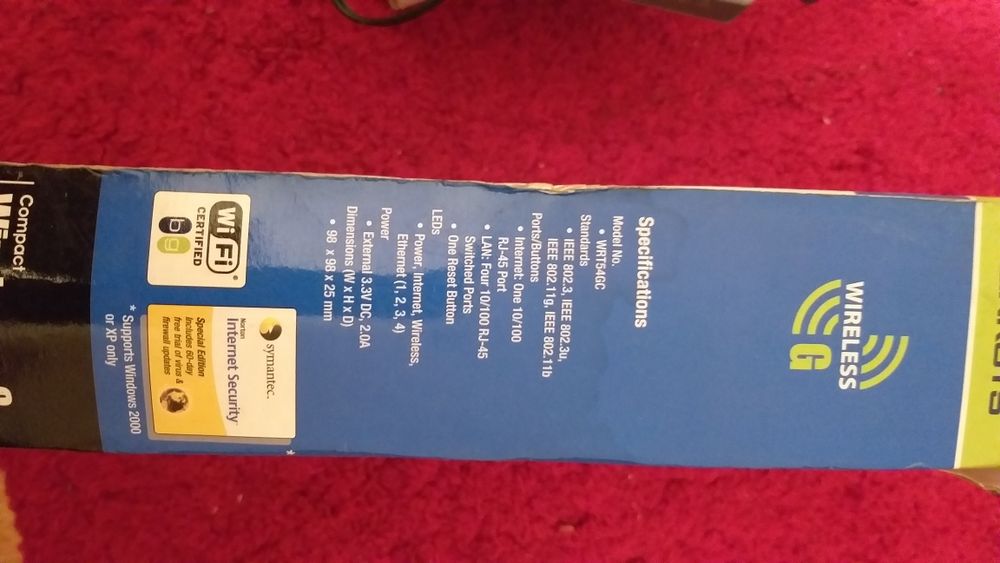 WIRELESS
G
Specifications
Model No.
• WRT54GC
Standards
• IEEE 802.3, IEEE 802.3u,
IEEE 802.11g, IEEE 802.11b
Ports/Buttons
• Internet: One 10/100
RJ-45 Port
• LAN: Four 10/100 RJ-45
Switched Ports
• One Reset Button
LEDs
• Power, Internet, Wireless,
Ethernet (1, 2, 3, 4)
Power
• External 3.3V DC, 2.0A
Dimensions (W x H x D)
• 98 x 98 x 25 mm
Wi Fi
CERTIFIED
b g
symantec.
Norton
Internet Security
Special Edition
Includes 60-day
free trial of virus &
firewall updates
*
* Supports Windows 2000
or XP only
Compact